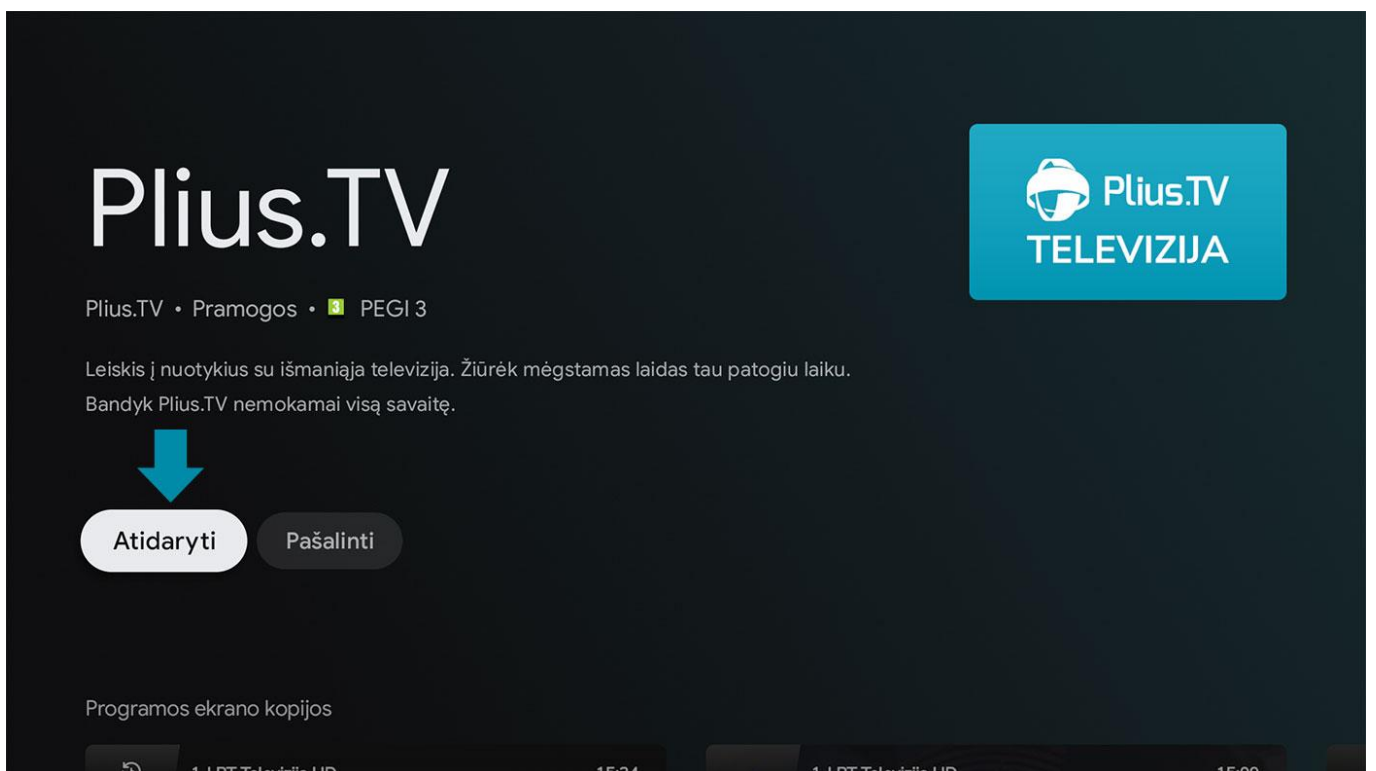 Plius.TV
Plius.TV
TELEVIZIJA
Plius.TV • Pramogos • 3 PEGI 3
Leiskis į nuotykius su išmaniąja televizija. Žiūrėk mėgstamas laidas tau patogiu laiku.
Bandyk Plius.TV nemokamai visą savaitę.
Atidaryti Pašalinti
Programos ekrano kopijos